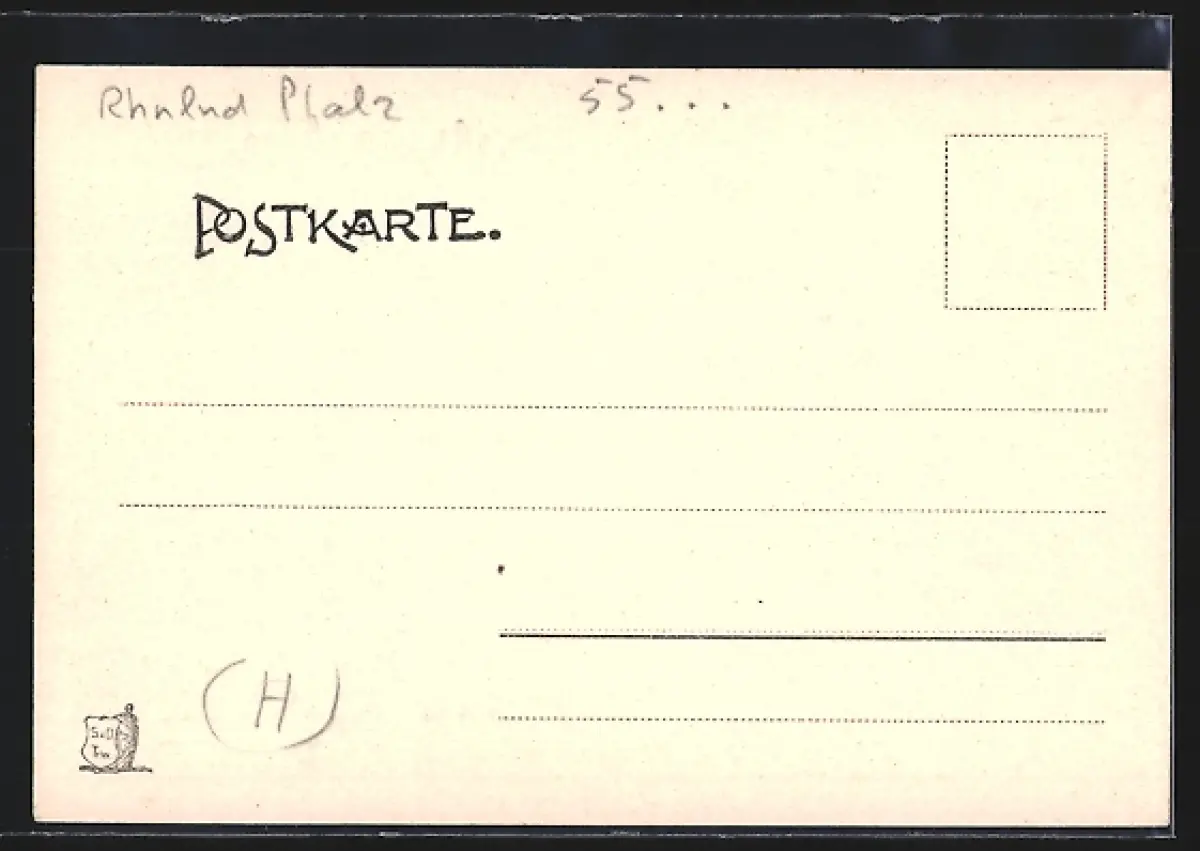 Rhnlnd Pfalz 55...
POSTKARTE.
(H)